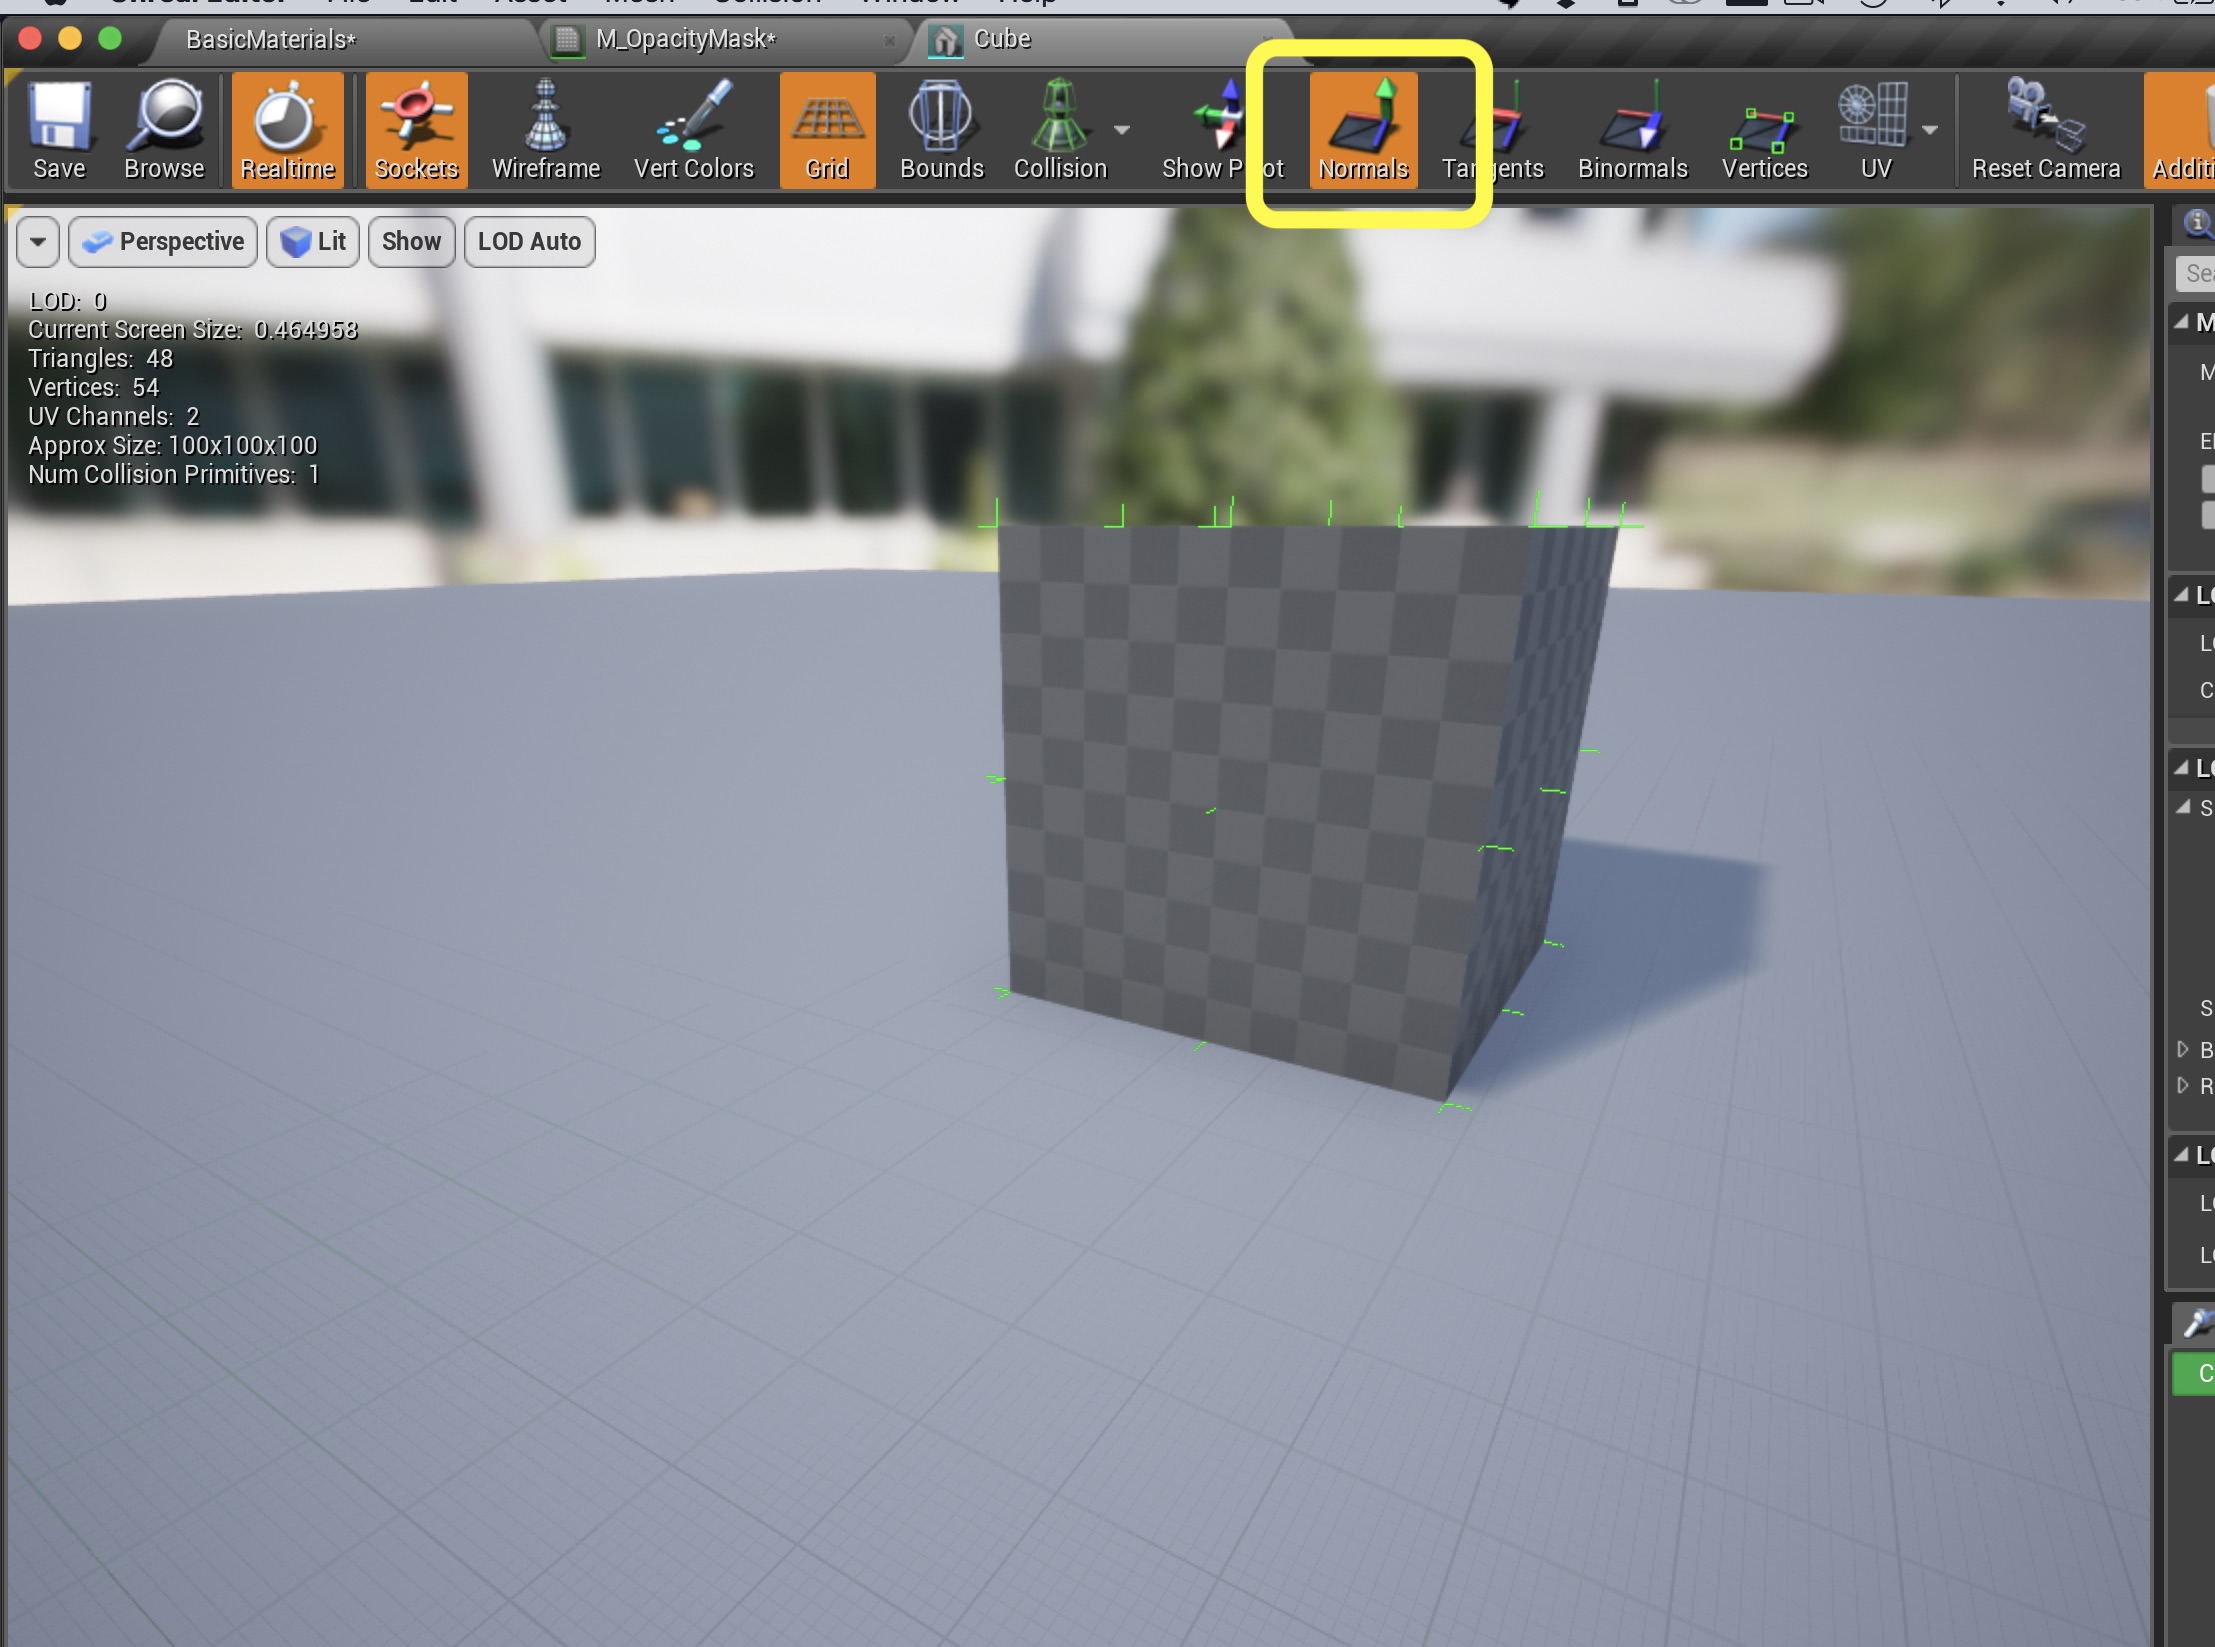 BasicMaterials*
M_OpacityMask*
Cube
Save
Browse
Realtime
Sockets
Wireframe
Vert Colors
Grid
Bounds
Collision
Show
Normals
Tangents
Binormals
Vertices
UV
Reset Camera
Perspective
Lit
Show
LOD Auto
LOD: 0
Current Screen Size: 0.464958
Triangles: 48
Vertices: 54
UV Channels: 2
Approx Size: 100x100x100
Num Collision Primitives: 1